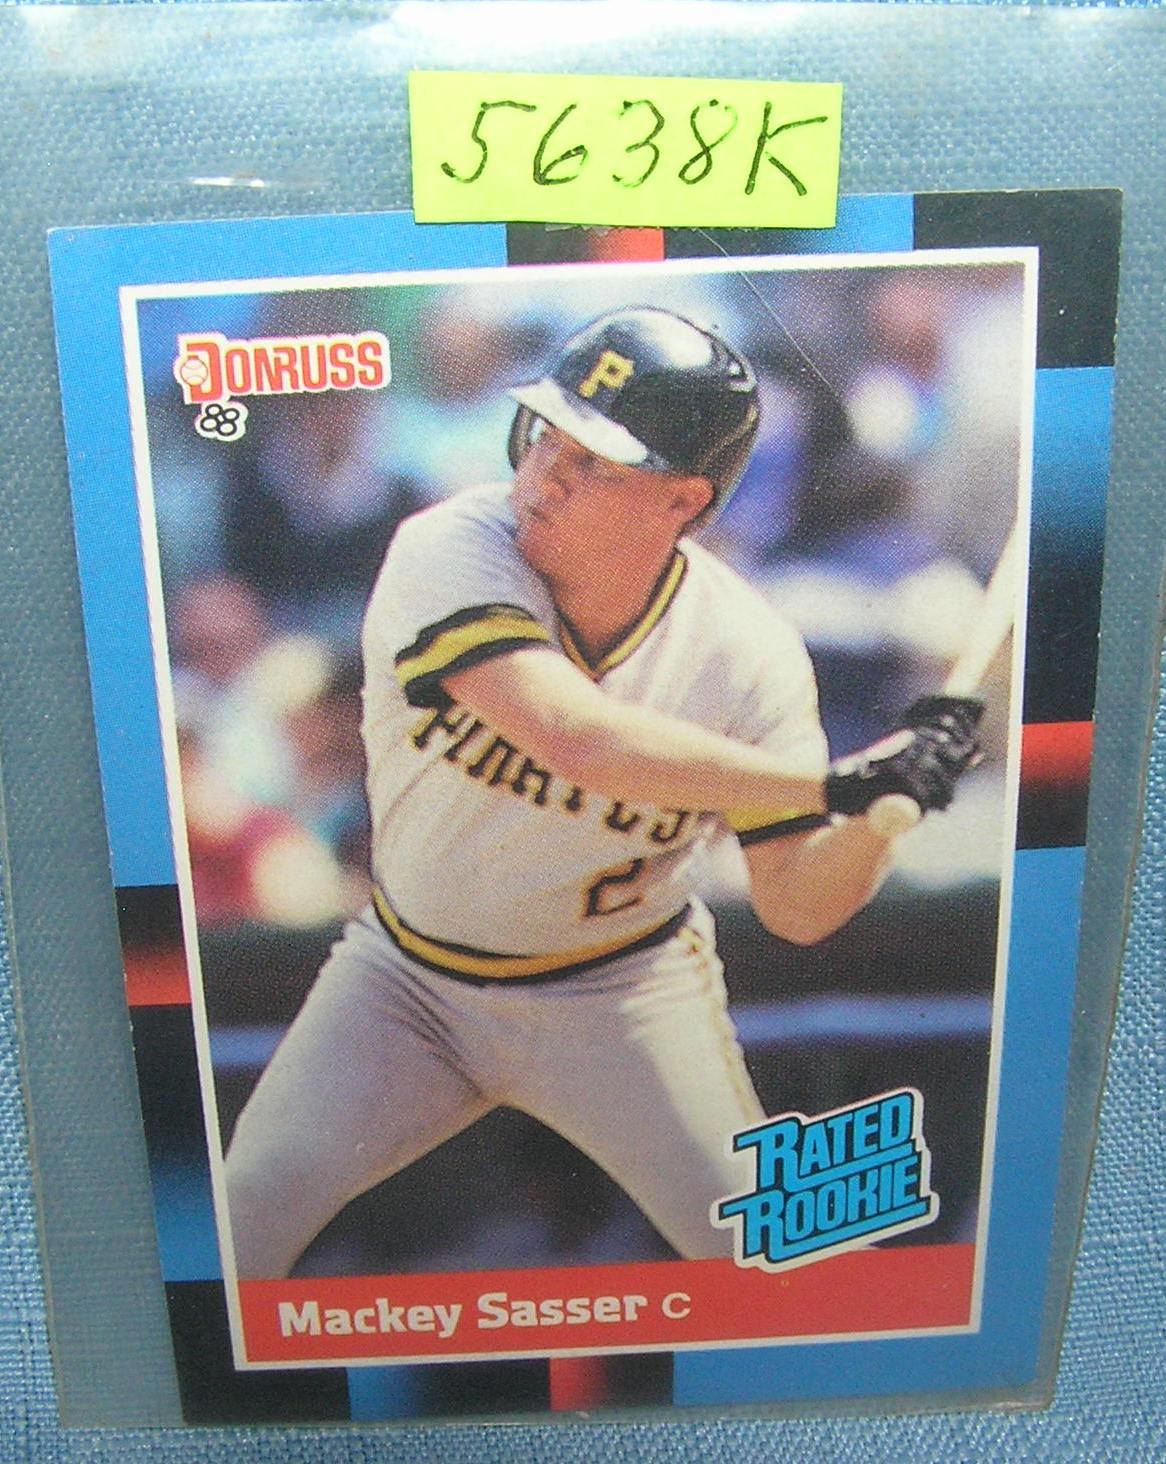 5638K
DONRUSS
88
P
PIRATES
2
RATED
ROOKIE
Mackey Sasser C